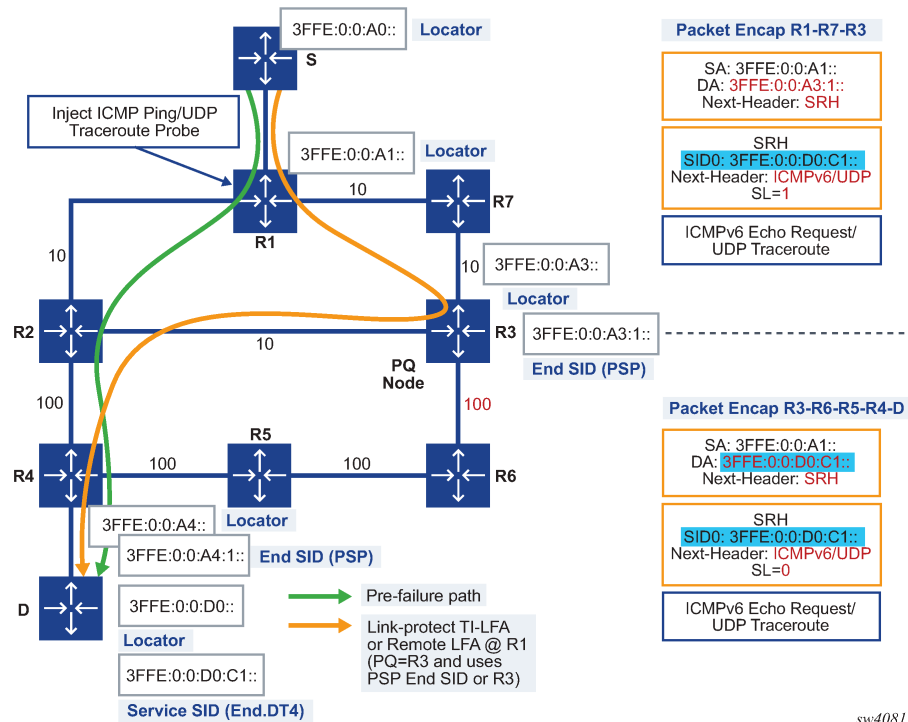 3FFE:0:0:A0::
Locator
S
Inject ICMP Ping/UDP
Traceroute Probe
3FFE:0:0:A1::
Locator
10
R1
R7
10
10
3FFE:0:0:A3::
Locator
R2
R3
3FFE:0:0:A3:1::
10
PQ
Node
End SID (PSP)
100
100
R5
R4
100
100
R6
3FFE:0:0:A4::
Locator
3FFE:0:0:A4:1::
End SID (PSP)
D
3FFE:0:0:D0::
Locator
3FFE:0:0:D0:C1::
Service SID (End.DT4)
Pre-failure path
Link-protect TI-LFA
or Remote LFA @ R1
(PQ=R3 and uses
PSP End SID or R3)
Packet Encap R1-R7-R3
SA: 3FFE:0:0:A1::
DA: 3FFE:0:0:A3:1::
Next-Header: SRH
SRH
SID0: 3FFE:0:0:D0:C1::
Next-Header: ICMPv6/UDP
SL=1
ICMPv6 Echo Request/
UDP Traceroute
Packet Encap R3-R6-R5-R4-D
SA: 3FFE:0:0:A1::
DA: 3FFE:0:0:D0:C1::
Next-Header: SRH
SRH
SID0: 3FFE:0:0:D0:C1::
Next-Header: ICMPv6/UDP
SL=0
ICMPv6 Echo Request/
UDP Traceroute
sw4081